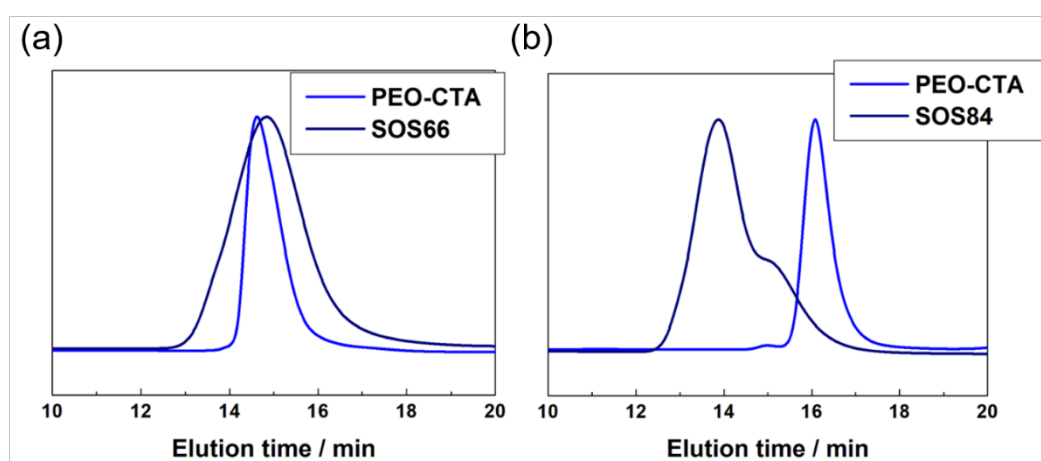 (a)
PEO-CTA
SOS66
10 12 14 16 18 20
Elution time / min
(b)
PEO-CTA
SOS84
10 12 14 16 18 20
Elution time / min